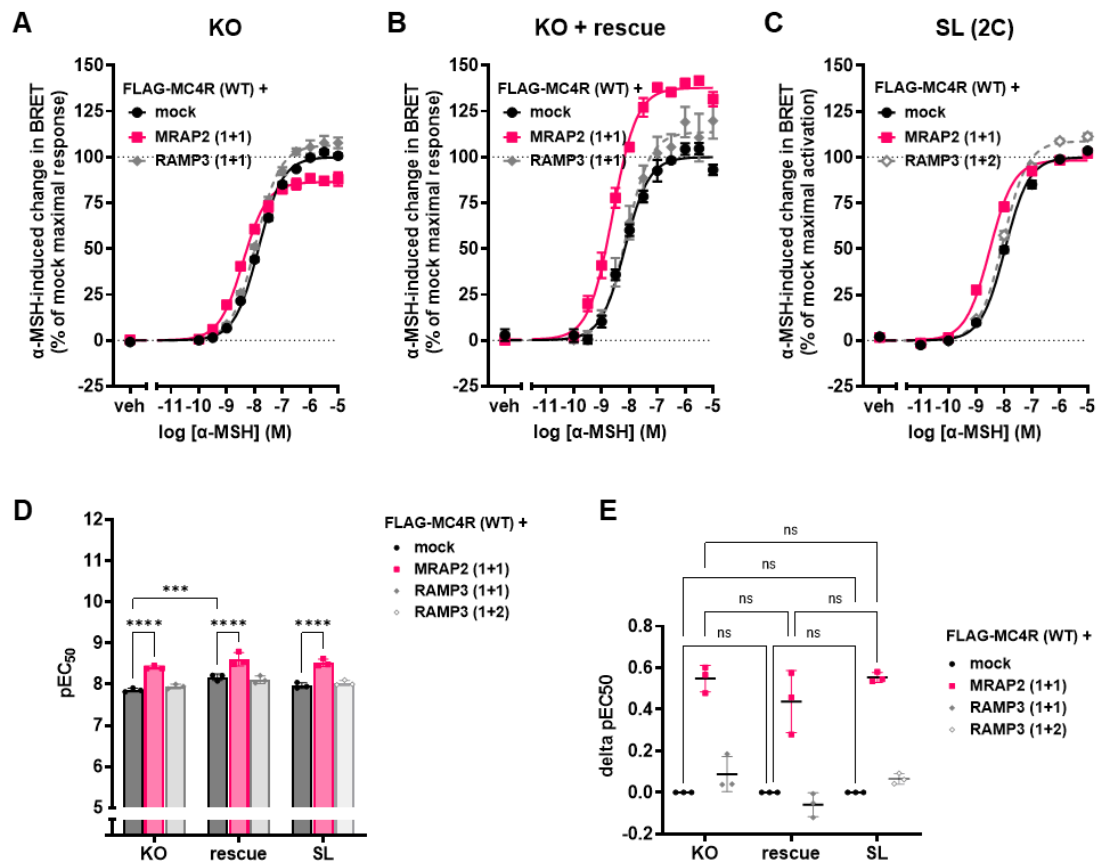 A
KO
α-MSH-induced change in BRET
(% of mock maximal response)
150
125
100
75
50
25
0
-25
FLAG-MC4R (WT) +
mock
MRAP2 (1+1)
RAMP3 (1+1)
veh -11 -10 -9 -8 -7 -6 -5
log [α-MSH] (M)
B
KO + rescue
α-MSH-induced change in BRET
(% of mock maximal response)
150
125
100
75
50
25
0
-25
FLAG-MC4R (WT) +
mock
MRAP2 (1+1)
RAMP3 (1+1)
veh -11 -10 -9 -8 -7 -6 -5
log [α-MSH] (M)
C
SL (2C)
α-MSH-induced change in BRET
(% of mock maximal activation)
150
125
100
75
50
25
0
-25
FLAG-MC4R (WT) +
mock
MRAP2 (1+1)
RAMP3 (1+2)
veh -11 -10 -9 -8 -7 -6 -5
log [α-MSH] (M)
D
pEC50
12
11
10
9
8
7
6
5
***
**** **** ****
KO rescue SL
FLAG-MC4R (WT) +
mock
MRAP2 (1+1)
RAMP3 (1+1)
RAMP3 (1+2)
E
delta pEC50
0.6
0.4
0.2
0.0
-0.2
ns
ns
ns ns
ns ns
KO rescue SL
FLAG-MC4R (WT) +
mock
MRAP2 (1+1)
RAMP3 (1+1)
RAMP3 (1+2)